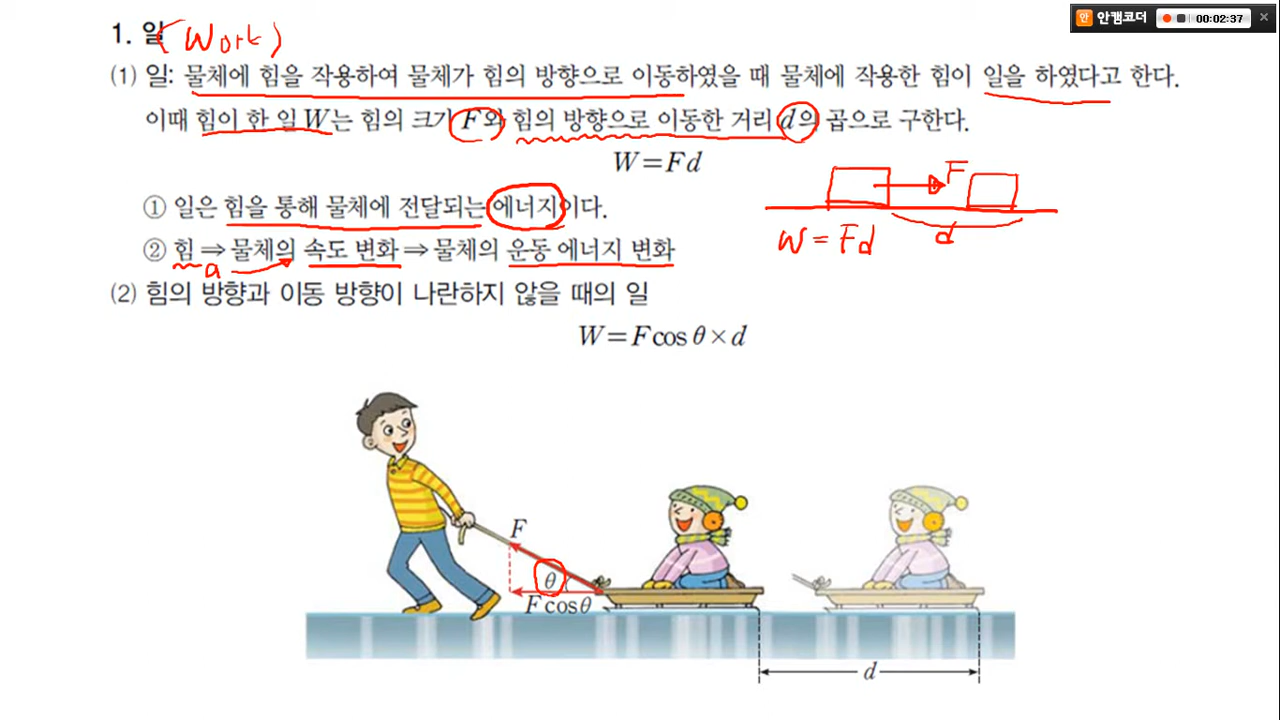 안 안캠코더 00:02:37
1. 일 (Work)
(1) 일: 물체에 힘을 작용하여 물체가 힘의 방향으로 이동하였을 때 물체에 작용한 힘이 일을 하였다고 한다.
이때 힘이 한 일 W는 힘의 크기 F와 힘의 방향으로 이동한 거리 d의 곱으로 구한다.
W=Fd
F
① 일은 힘을 통해 물체에 전달되는 에너지이다.
W = Fd
d
② 힘 ⇒ 물체의 속도 변화 ⇒ 물체의 운동 에너지 변화
a
(2) 힘의 방향과 이동 방향이 나란하지 않을 때의 일
W=F cos θ×d
F
θ
F cosθ
d